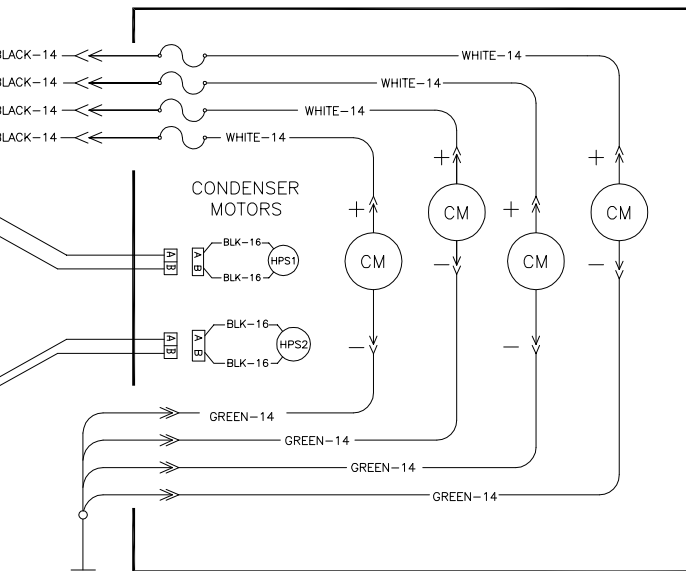 BLACK-14
WHITE-14
BLACK-14
WHITE-14
BLACK-14
WHITE-14
BLACK-14
WHITE-14
CONDENSER
MOTORS
+
+
+
+
CM
CM
CM
CM
-
-
-
-
A
B
A
B
BLK-16
HPS1
BLK-16
A
B
A
B
BLK-16
HPS2
BLK-16
GREEN-14
GREEN-14
GREEN-14
GREEN-14